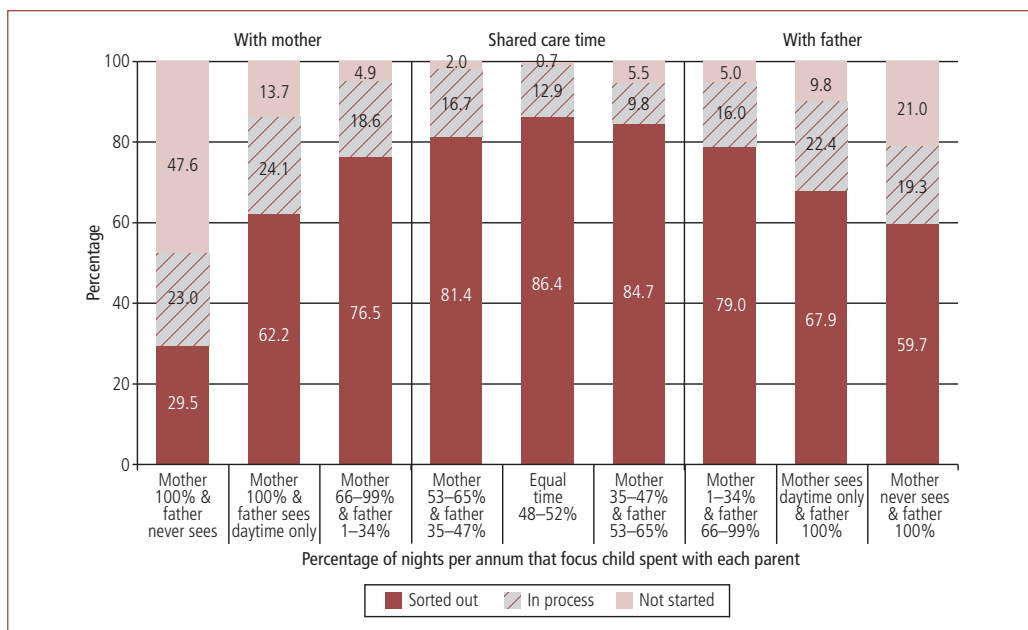 With mother Shared care time With father
100
80
60
40
20
0
Percentage
47.6
23.0
29.5
13.7
24.1
62.2
4.9
18.6
76.5
2.0
16.7
81.4
0.7
12.9
86.4
5.5
9.8
84.7
5.0
16.0
79.0
9.8
22.4
67.9
21.0
19.3
59.7
Mother
100% &
father
never sees
Mother
100% &
father sees
daytime only
Mother
66–99%
& father
1–34%
Mother
53–65%
& father
35–47%
Equal
time
48–52%
Mother
35–47%
& father
53–65%
Mother
1–34%
& father
66–99%
Mother sees
daytime only
& father
100%
Mother
never sees
& father
100%
Percentage of nights per annum that focus child spent with each parent
Sorted out In process Not started